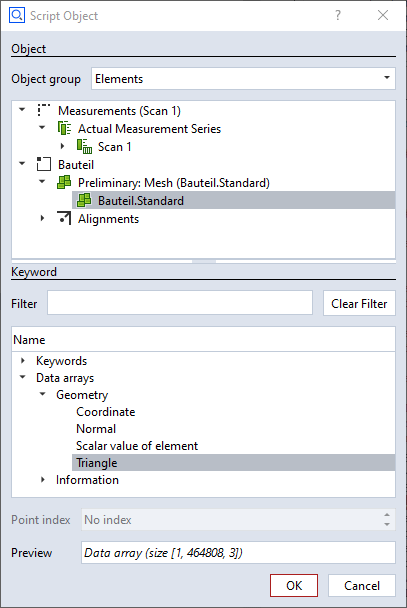 Script Object
?
Object
Object group
Elements
Measurements (Scan 1)
Actual Measurement Series
Scan 1
Bauteil
Preliminary: Mesh (Bauteil.Standard)
Bauteil.Standard
Alignments
Keyword
Filter
Clear Filter
Name
Keywords
Data arrays
Geometry
Coordinate
Normal
Scalar value of element
Triangle
Information
Point index
No index
Preview
Data array (size [1, 464808, 3])
OK
Cancel